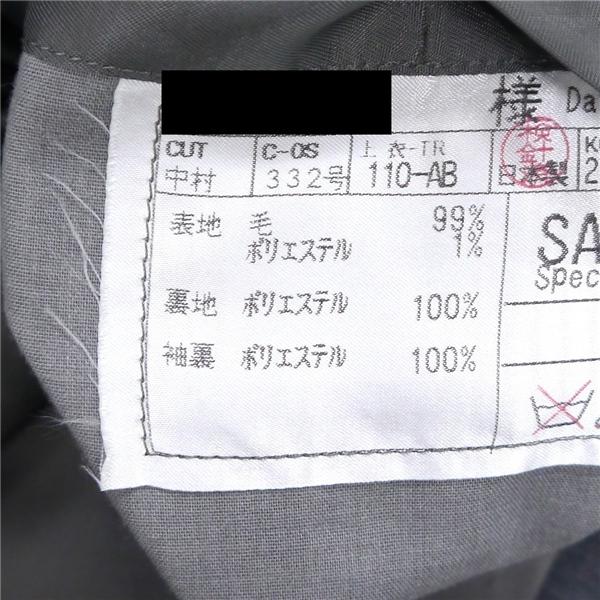 様 Da
CUT C-OS 上衣-TR
中村 332号 110-AB 日本製 2
表地 毛 99%
ポリエステル 1%
裏地 ポリエステル 100%
袖裏 ポリエステル 100%
SA
Spec